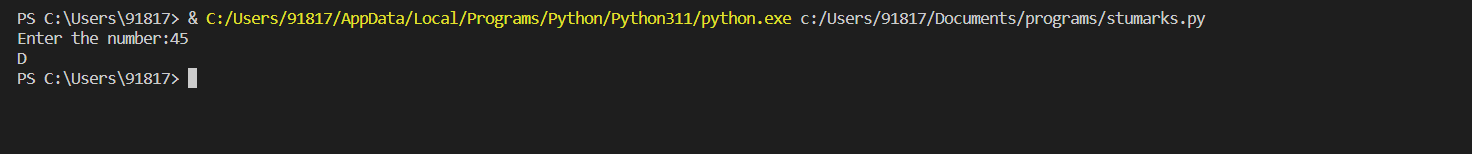 PS C:\Users\91817> & C:/Users/91817/AppData/Local/Programs/Python/Python311/python.exe c:/Users/91817/Documents/programs/stumarks.py
Enter the number:45
D
PS C:\Users\91817>